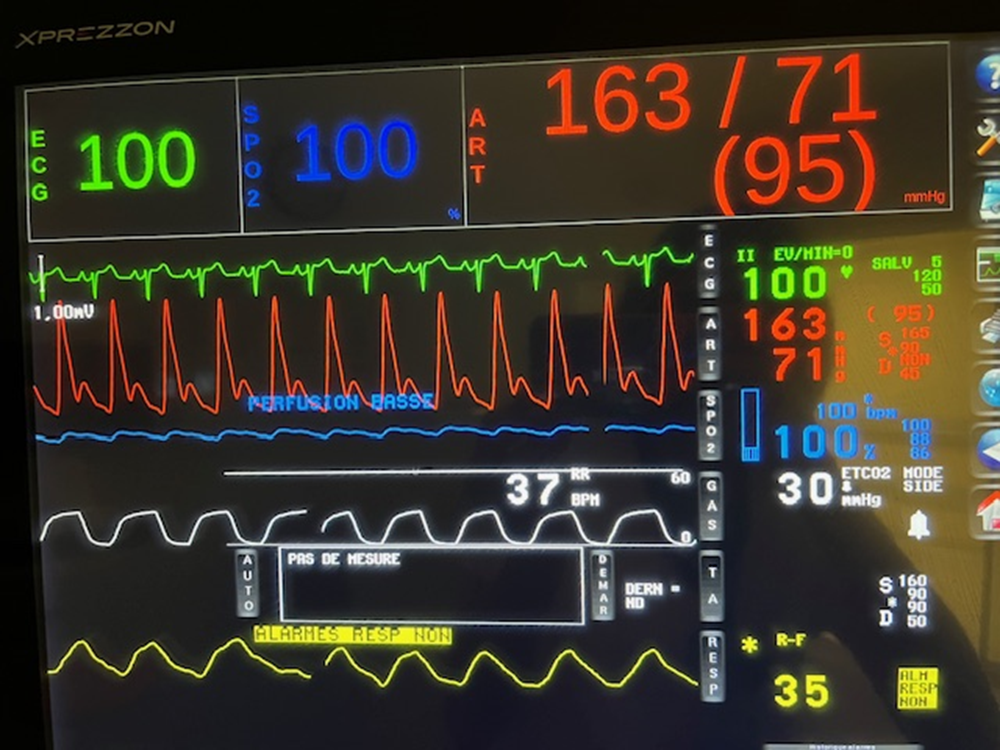 XPREZZON
ECG 100
SPO2 100 %
ART 163 / 71
(95) mmHg
ECG
II EV/MIN=0
100 SALV 5
120
50
1.00mV
ART
163 (95)
71 mmHg
S 165
*90
NON
D 45
PERFUSION BASSE
SPO2
* 100 bpm
100%
100
88
86
37 RR BPM
60
0
GAS
30 ETCO2 mmHg
MODE SIDE
AUTO
PAS DE MESURE
DEMAR
DERN =
ND
TA
S 160
90
* 90
D 50
ALARMES RESP NON
RESP
* R-F
35
ALM
RESP
NON